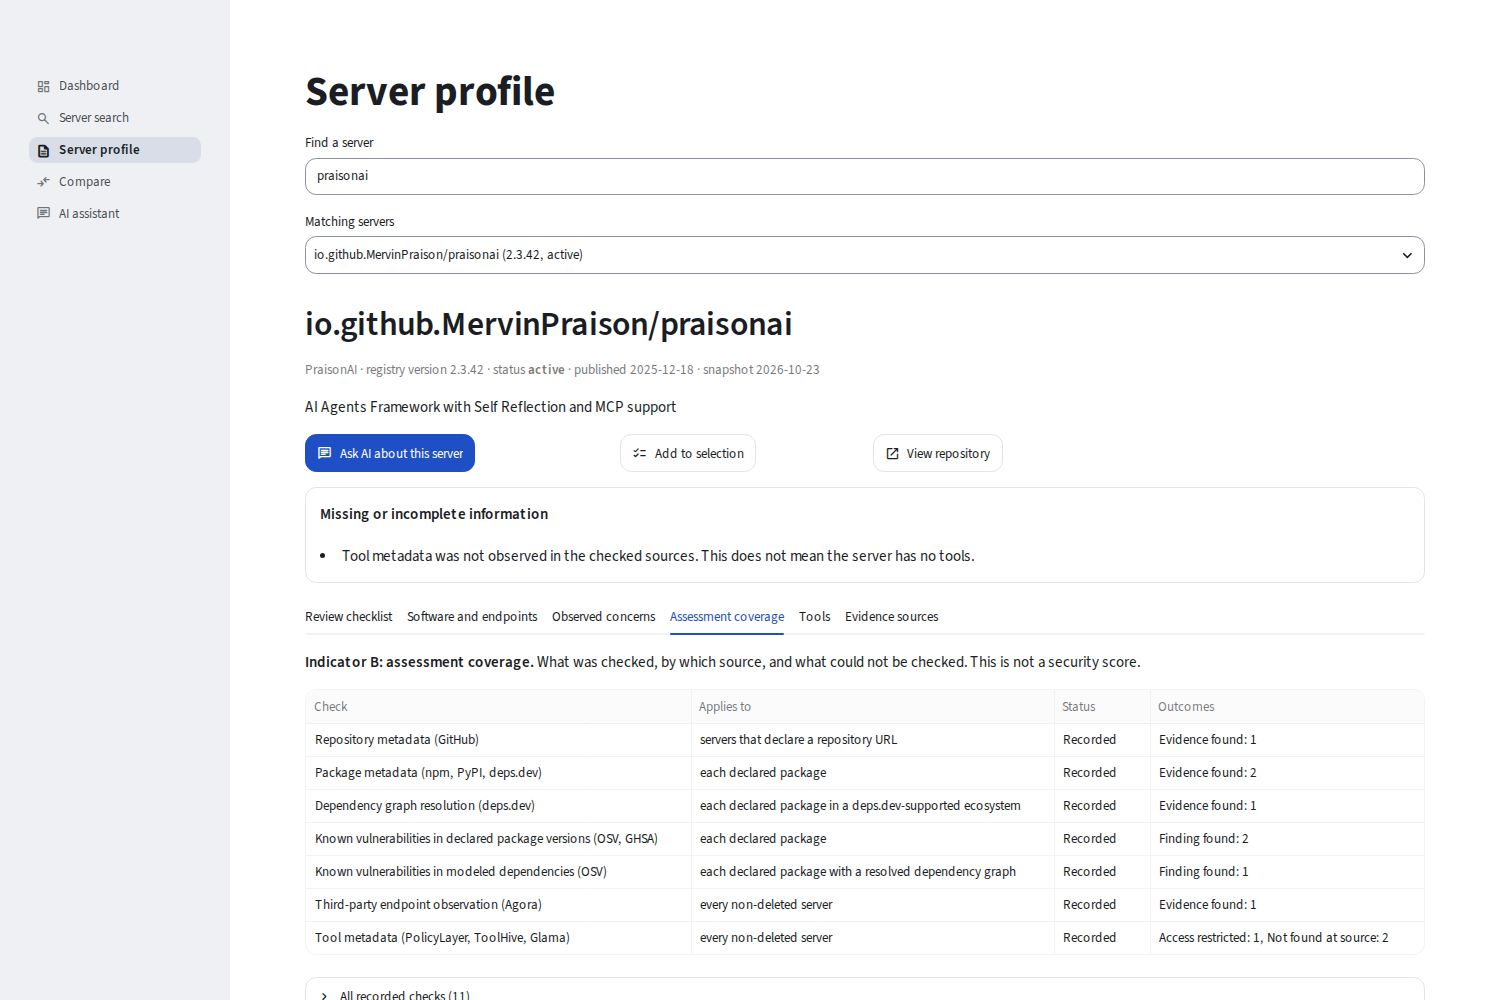 Dashboard
Server search
Server profile
Compare
AI assistant
Server profile
Find a server
praisonai
Matching servers
io.github.MervinPraison/praisonai (2.3.42, active)
io.github.MervinPraison/praisonai
PraisonAI · registry version 2.3.42 · status active · published 2025-12-18 · snapshot 2026-10-23
AI Agents Framework with Self Reflection and MCP support
Ask AI about this server
Add to selection
View repository
Missing or incomplete information
• Tool metadata was not observed in the checked sources. This does not mean the server has no tools.
Review checklist Software and endpoints Observed concerns Assessment coverage Tools Evidence sources
Indicator B: assessment coverage. What was checked, by which source, and what could not be checked. This is not a security score.
Check Applies to Status Outcomes
Repository metadata (GitHub) servers that declare a repository URL Recorded Evidence found: 1
Package metadata (npm, PyPI, deps.dev) each declared package Recorded Evidence found: 2
Dependency graph resolution (deps.dev) each declared package in a deps.dev-supported ecosystem Recorded Evidence found: 1
Known vulnerabilities in declared package versions (OSV, GHSA) each declared package Recorded Finding found: 2
Known vulnerabilities in modeled dependencies (OSV) each declared package with a resolved dependency graph Recorded Finding found: 1
Third-party endpoint observation (Agora) every non-deleted server Recorded Evidence found: 1
Tool metadata (PolicyLayer, ToolHive, Glama) every non-deleted server Recorded Access restricted: 1, Not found at source: 2
All recorded checks (11)